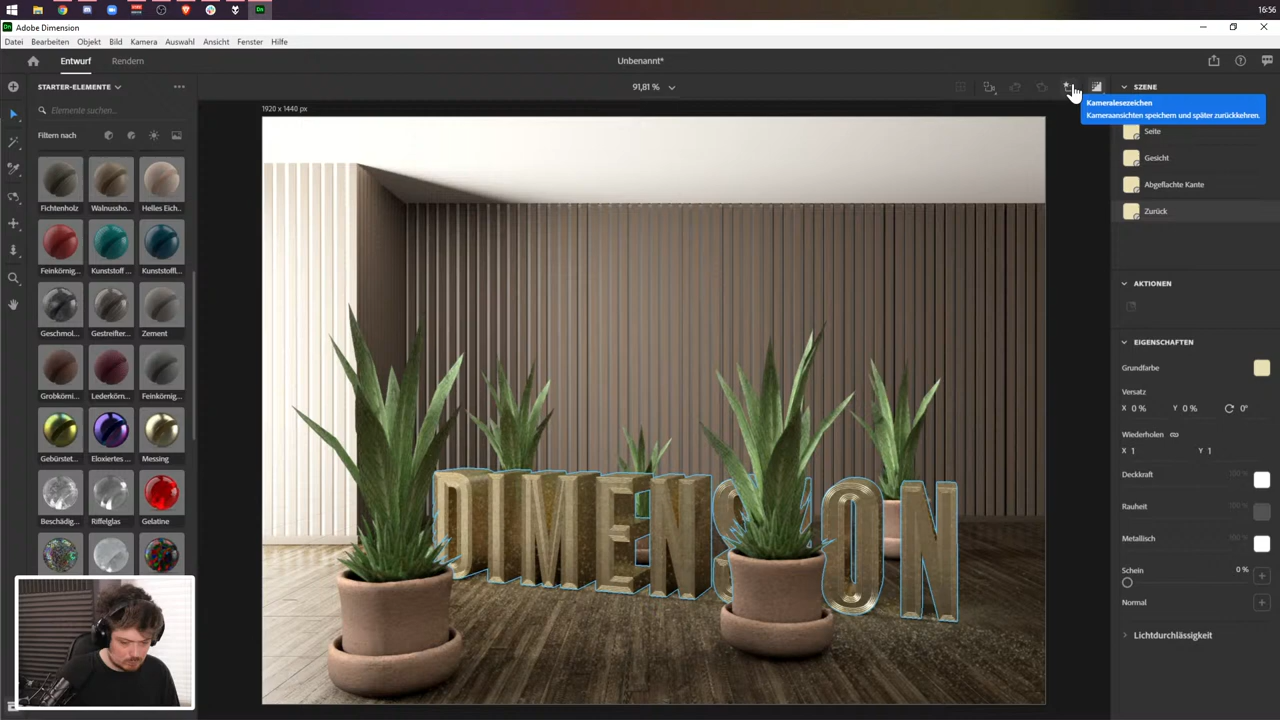 16:56
Dn Adobe Dimension
Datei Bearbeiten Objekt Bild Kamera Auswahl Ansicht Fenster Hilfe
Entwurf Rendern Unbenannt*
STARTER-ELEMENTE 91,81 % SZENE
1920 x 1440 px
Kameralesezeichen
Kameraansichten speichern und später zurückkehren.
Elemente suchen...
Filtern nach
Seite
Gesicht
Abgeflachte Kante
Zurück
Fichtenholz Walnussho... Helles Eich...
Feinkörnig... Kunststoff ... Kunststoffl...
Geschmol... Gestreifter... Zement
Grobkörni... Lederkörn... Feinkörnig...
Gebürstet... Eloxiertes ... Messing
Beschädig... Riffelglas Gelatine
DIMENSION
AKTIONEN
EIGENSCHAFTEN
Grundfarbe
Versatz
X 0 % Y 0 % 0°
Wiederholen
X 1 Y 1
Deckkraft 100 %
Rauheit
Metallisch
Schein 0 %
Normal
Lichtdurchlässigkeit